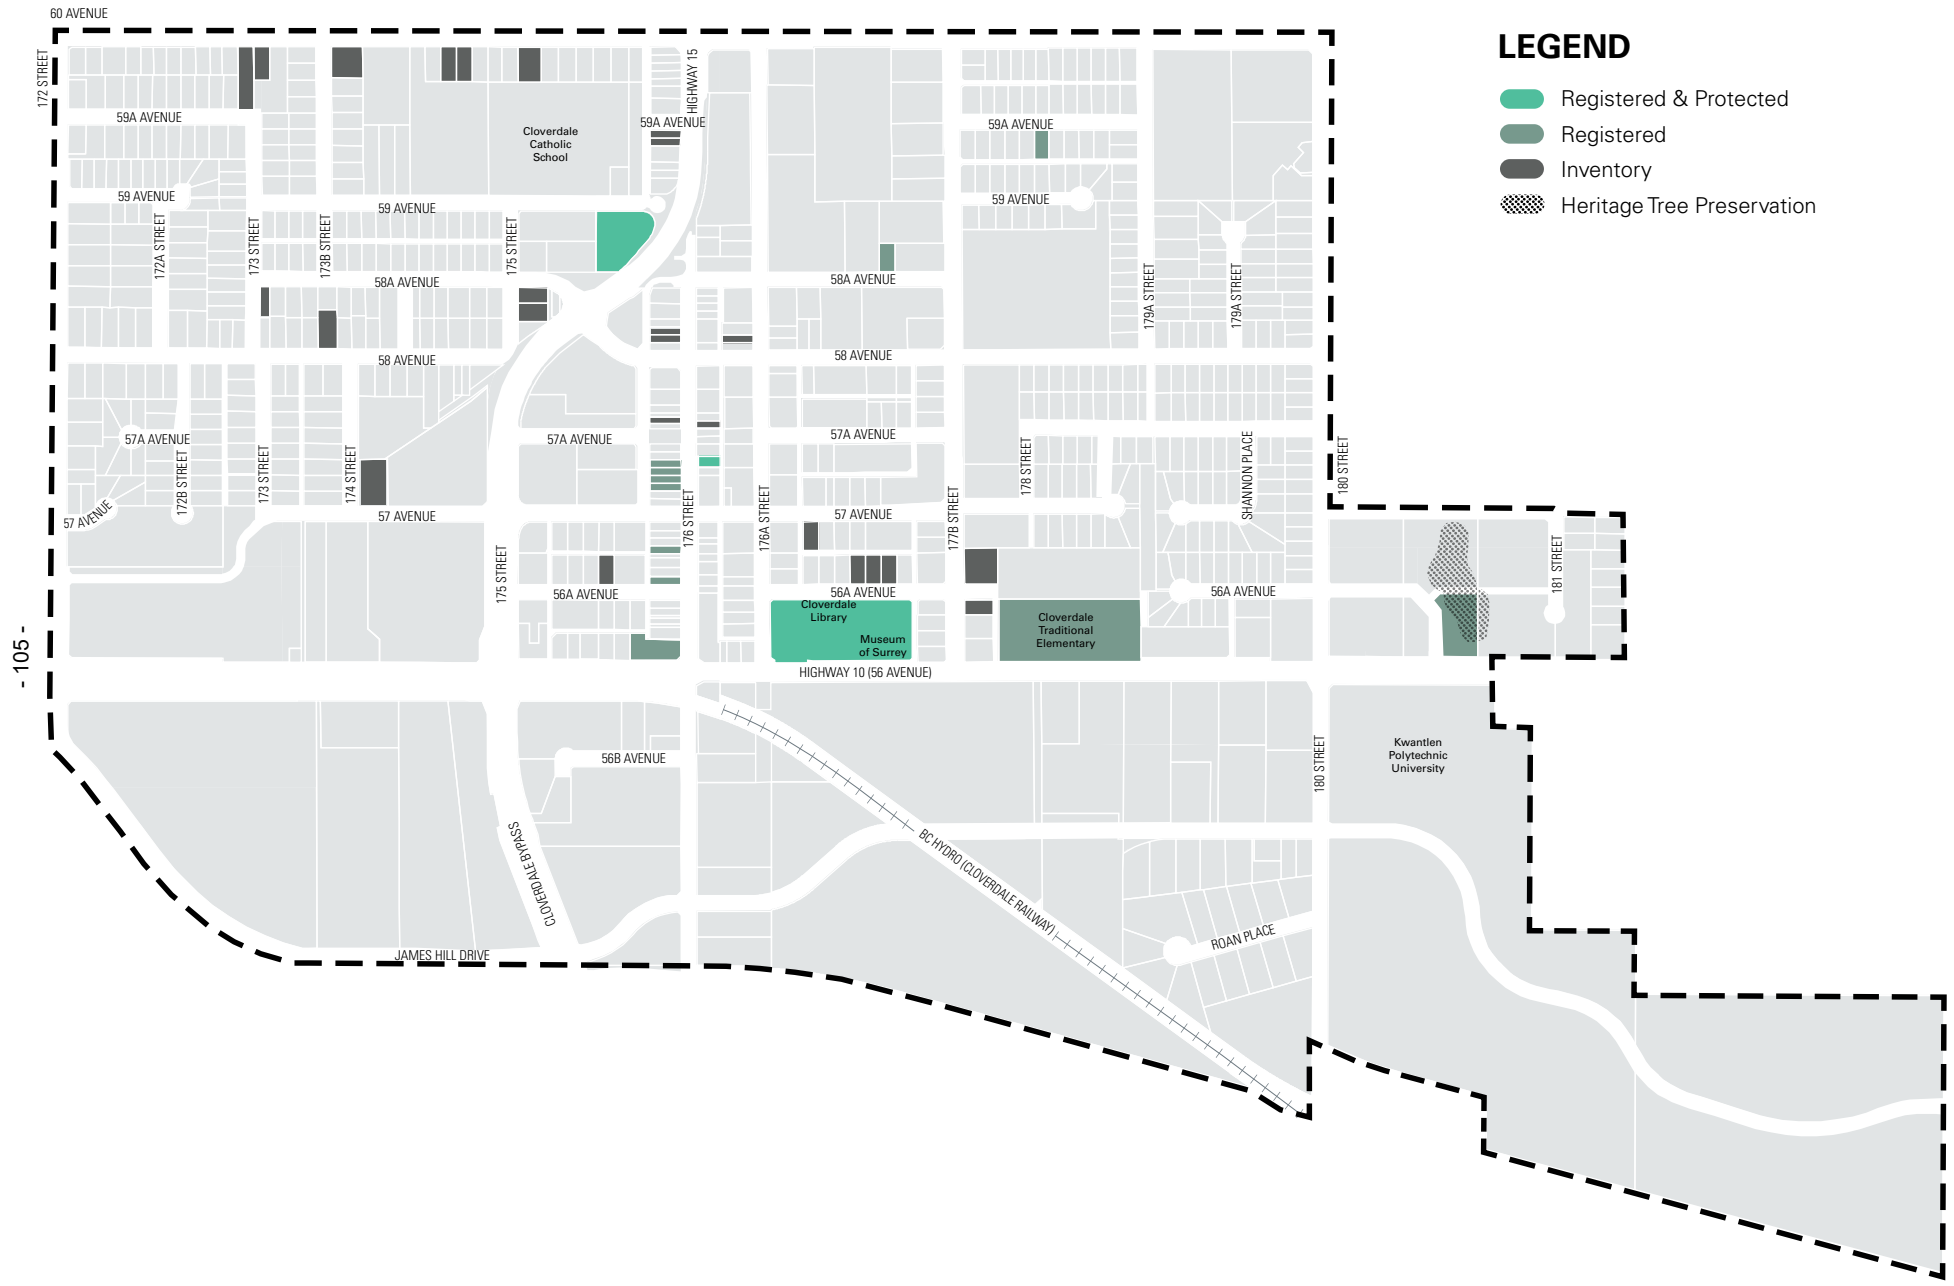 60 AVENUE
172 STREET
HIGHWAY 15
LEGEND
Registered & Protected
Registered
Inventory
Heritage Tree Preservation
59A AVENUE
59A AVENUE
59A AVENUE
Cloverdale
Catholic
School
59 AVENUE
59 AVENUE
59 AVENUE
172A STREET
173 STREET
173B STREET
175 STREET
58A AVENUE
58A AVENUE
179A STREET
179A STREET
58 AVENUE
58 AVENUE
57A AVENUE
57A AVENUE
57A AVENUE
172B STREET
173 STREET
174 STREET
178 STREET
SHANNON PLACE
180 STREET
57 AVENUE
57 AVENUE
57 AVENUE
176 STREET
176A STREET
177B STREET
175 STREET
181 STREET
56A AVENUE
56A AVENUE
56A AVENUE
Cloverdale
Library
Museum
of Surrey
Cloverdale
Traditional
Elementary
- 105 -
HIGHWAY 10 (56 AVENUE)
56B AVENUE
180 STREET
Kwantlen
Polytechnic
University
CLOVERDALE BYPASS
BC HYDRO (CLOVERDALE RAILWAY)
ROAN PLACE
JAMES HILL DRIVE